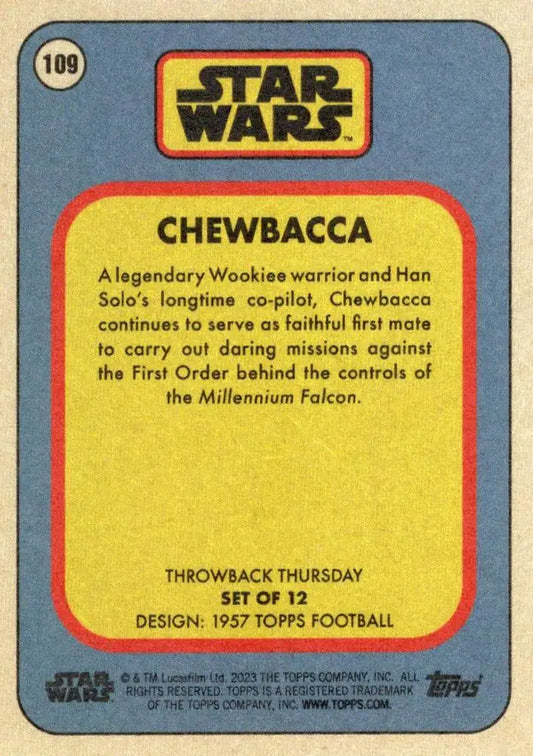 109
STAR
WARS™
CHEWBACCA
A legendary Wookiee warrior and Han
Solo's longtime co-pilot, Chewbacca
continues to serve as faithful first mate
to carry out daring missions against
the First Order behind the controls of
the Millennium Falcon.
THROWBACK THURSDAY
SET OF 12
DESIGN: 1957 TOPPS FOOTBALL
STAR
WARS
© & TM Lucasfilm Ltd. 2023 THE TOPPS COMPANY, INC. ALL
RIGHTS RESERVED. TOPPS IS A REGISTERED TRADEMARK
OF THE TOPPS COMPANY, INC. WWW.TOPPS.COM.
topps